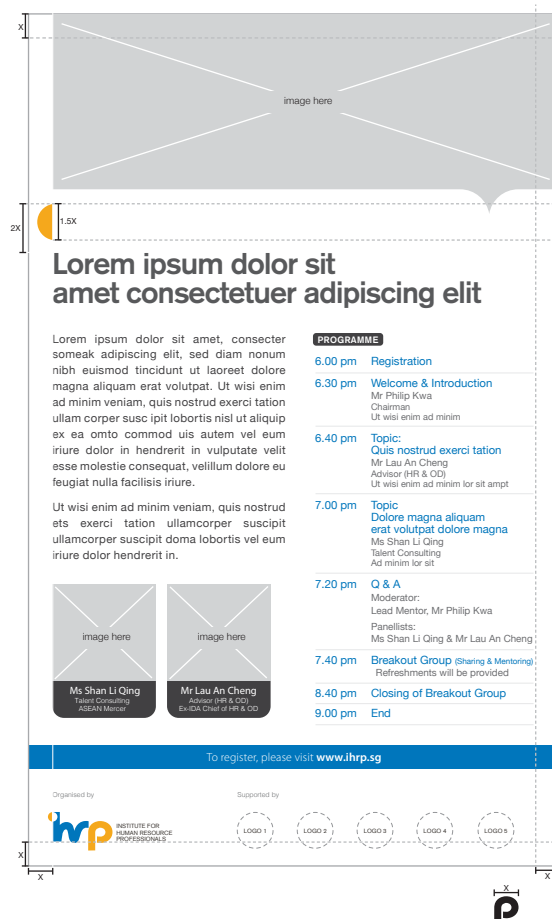 X
image here
2X
1.5X
Lorem ipsum dolor sit
amet consectetuer adipiscing elit
Lorem ipsum dolor sit amet, consecter
someak adipiscing elit, sed diam nonum
nibh euismod tincidunt ut laoreet dolore
magna aliquam erat volutpat. Ut wisi enim
ad minim veniam, quis nostrud exerci tation
ullam corper susc ipit lobortis nisl ut aliquip
ex ea omto commod uis autem vel eum
iriure dolor in hendrerit in vulputate velit
esse molestie consequat, velillum dolore eu
feugiat nulla facilisis iriure.
Ut wisi enim ad minim veniam, quis nostrud
ets exerci tation ullamcorper suscipit
ullamcorper suscipit doma lobortis vel eum
iriure dolor hendrerit in.
image here
Ms Shan Li Qing
Talent Consulting
ASEAN Mercer
image here
Mr Lau An Cheng
Advisor (HR & OD)
Ex-IDA Chief of HR & OD
PROGRAMME
6.00 pm Registration
6.30 pm Welcome & Introduction
Mr Philip Kwa
Chairman
Ut wisi enim ad minim
6.40 pm Topic:
Quis nostrud exerci tation
Mr Lau An Cheng
Advisor (HR & OD)
Ut wisi enim ad minim lor sit ampt
7.00 pm Topic
Dolore magna aliquam
erat volutpat dolore magna
Ms Shan Li Qing
Talent Consulting
Ad minim lor sit
7.20 pm Q & A
Moderator:
Lead Mentor, Mr Philip Kwa
Panellists:
Ms Shan Li Qing & Mr Lau An Cheng
7.40 pm Breakout Group (Sharing & Mentoring)
Refreshments will be provided
8.40 pm Closing of Breakout Group
9.00 pm End
To register, please visit www.ihrp.sg
Organised by
Supported by
ihrp
INSTITUTE FOR
HUMAN RESOURCE
PROFESSIONALS
LOGO 1
LOGO 2
LOGO 3
LOGO 4
LOGO 5
X
X
X
X
p